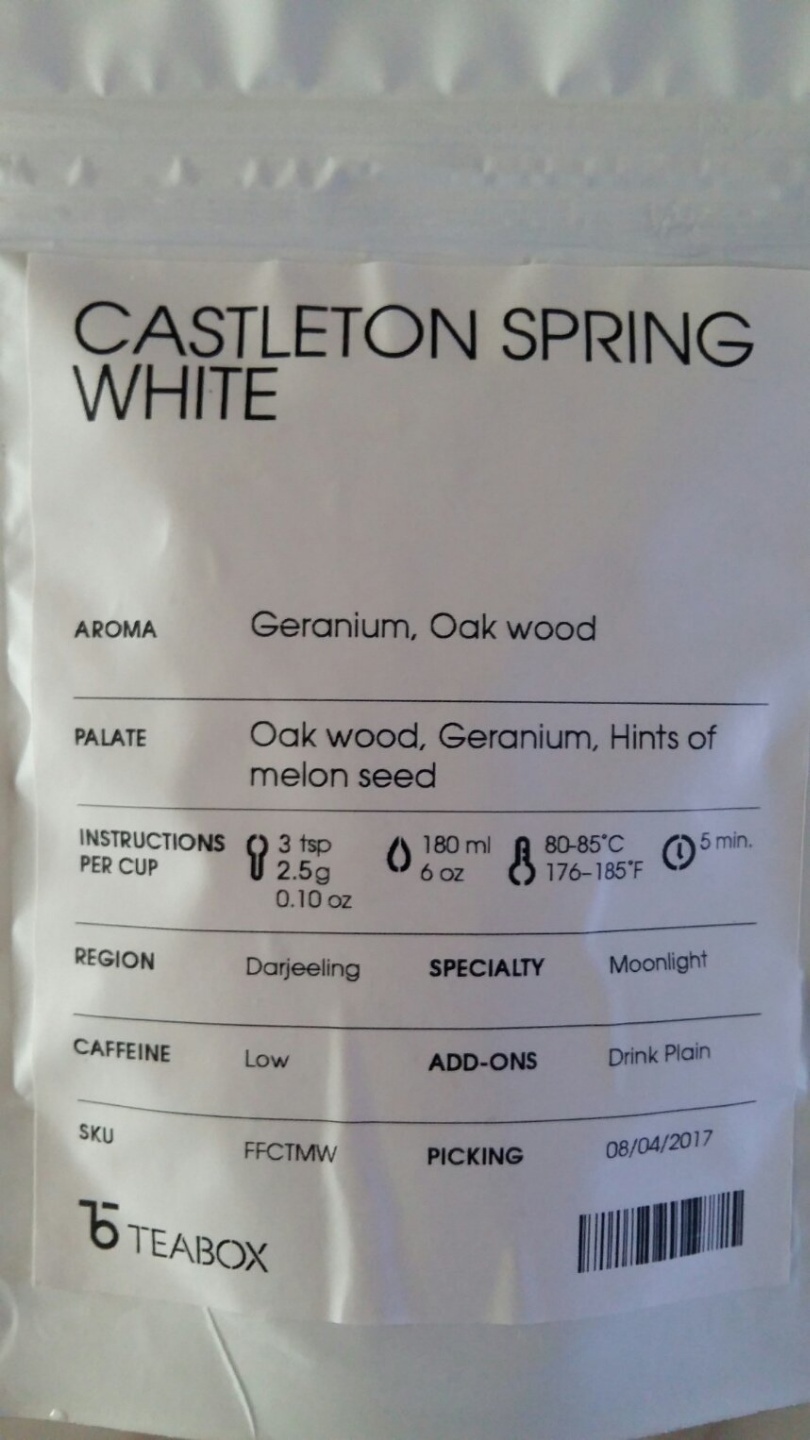 CASTLETON SPRING
WHITE
AROMA Geranium, Oak wood
PALATE Oak wood, Geranium, Hints of
melon seed
INSTRUCTIONS 3 tsp 180 ml 80-85°C 5 min.
PER CUP 2.5g 6 oz 176-185°F
0.10 oz
REGION Darjeeling SPECIALTY Moonlight
CAFFEINE Low ADD-ONS Drink Plain
SKU FFCTMW PICKING 08/04/2017
TEABOX